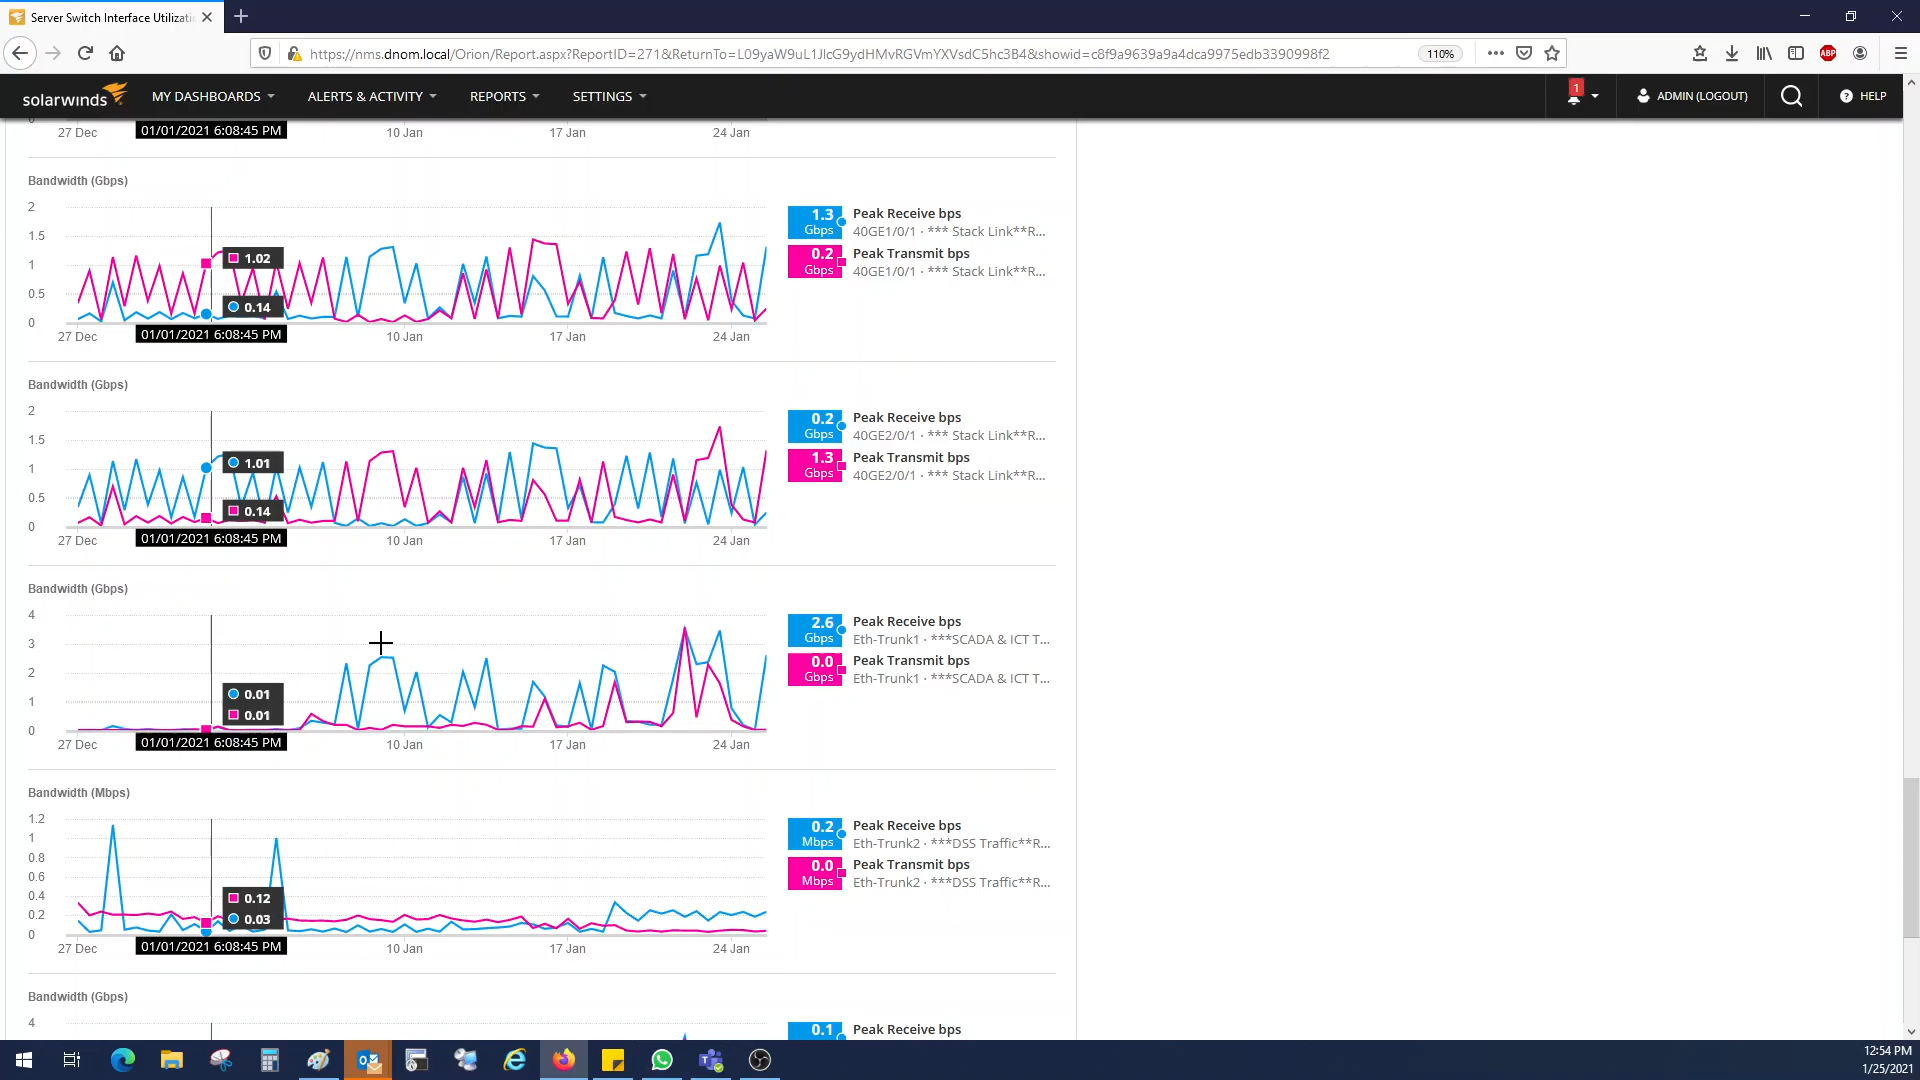 Server Switch Interface Utilizati
https://nms.dnom.local/Orion/Report.aspx?ReportID=271&ReturnTo=L09yaW9uL1JlcG9ydHMvRGVmYXVsdC5hc3B4&showid=c8f9a9639a9a4dca9975edb3390998f2
110%
ABP
solarwinds
MY DASHBOARDS
ALERTS & ACTIVITY
REPORTS
SETTINGS
1
ADMIN (LOGOUT)
? HELP
0
27 Dec
01/01/2021 6:08:45 PM
10 Jan
17 Jan
24 Jan
Bandwidth (Gbps)
2
1.5
1
0.5
0
1.02
0.14
27 Dec
01/01/2021 6:08:45 PM
10 Jan
17 Jan
24 Jan
1.3 Gbps
Peak Receive bps
40GE1/0/1 · *** Stack Link**R...
0.2 Gbps
Peak Transmit bps
40GE1/0/1 · *** Stack Link**R...
Bandwidth (Gbps)
2
1.5
1
0.5
0
1.01
0.14
27 Dec
01/01/2021 6:08:45 PM
10 Jan
17 Jan
24 Jan
0.2 Gbps
Peak Receive bps
40GE2/0/1 · *** Stack Link**R...
1.3 Gbps
Peak Transmit bps
40GE2/0/1 · *** Stack Link**R...
Bandwidth (Gbps)
4
3
2
1
0
0.01
0.01
27 Dec
01/01/2021 6:08:45 PM
10 Jan
17 Jan
24 Jan
2.6 Gbps
Peak Receive bps
Eth-Trunk1 · ***SCADA & ICT T...
0.0 Gbps
Peak Transmit bps
Eth-Trunk1 · ***SCADA & ICT T...
Bandwidth (Mbps)
1.2
1
0.8
0.6
0.4
0.2
0
0.12
0.03
27 Dec
01/01/2021 6:08:45 PM
10 Jan
17 Jan
24 Jan
0.2 Mbps
Peak Receive bps
Eth-Trunk2 · ***DSS Traffic**R...
0.0 Mbps
Peak Transmit bps
Eth-Trunk2 · ***DSS Traffic**R...
Bandwidth (Gbps)
4
0.1
Peak Receive bps
12:54 PM
1/25/2021